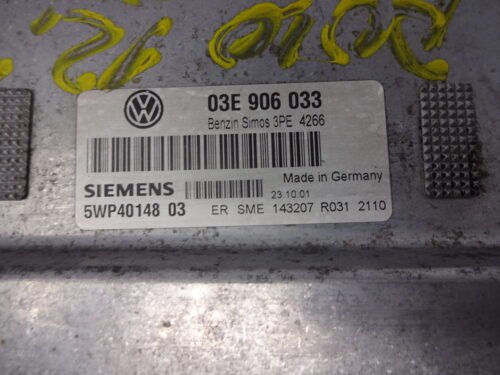 03E 906 033
Benzin Simos 3PE 4266
Made in Germany
SIEMENS
23.10.01
5WP40148 03 ER SME 143207 R031 2110